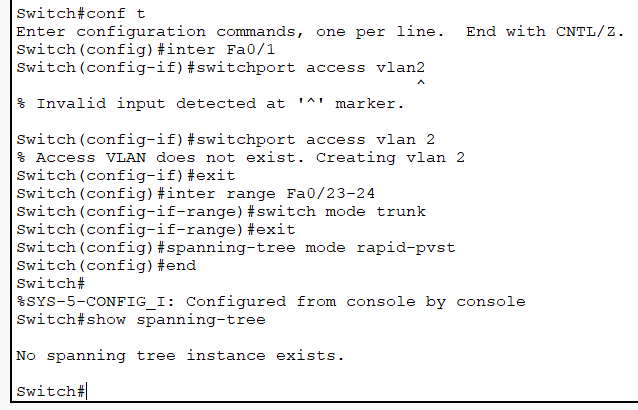 Switch#conf t
Enter configuration commands, one per line.  End with CNTL/Z.
Switch(config)#inter Fa0/1
Switch(config-if)#switchport access vlan2
^
% Invalid input detected at '^' marker.
Switch(config-if)#switchport access vlan 2
% Access VLAN does not exist. Creating vlan 2
Switch(config-if)#exit
Switch(config)#inter range Fa0/23-24
Switch(config-if-range)#switch mode trunk
Switch(config-if-range)#exit
Switch(config)#spanning-tree mode rapid-pvst
Switch(config)#end
Switch#
%SYS-5-CONFIG_I: Configured from console by console
Switch#show spanning-tree
No spanning tree instance exists.
Switch#